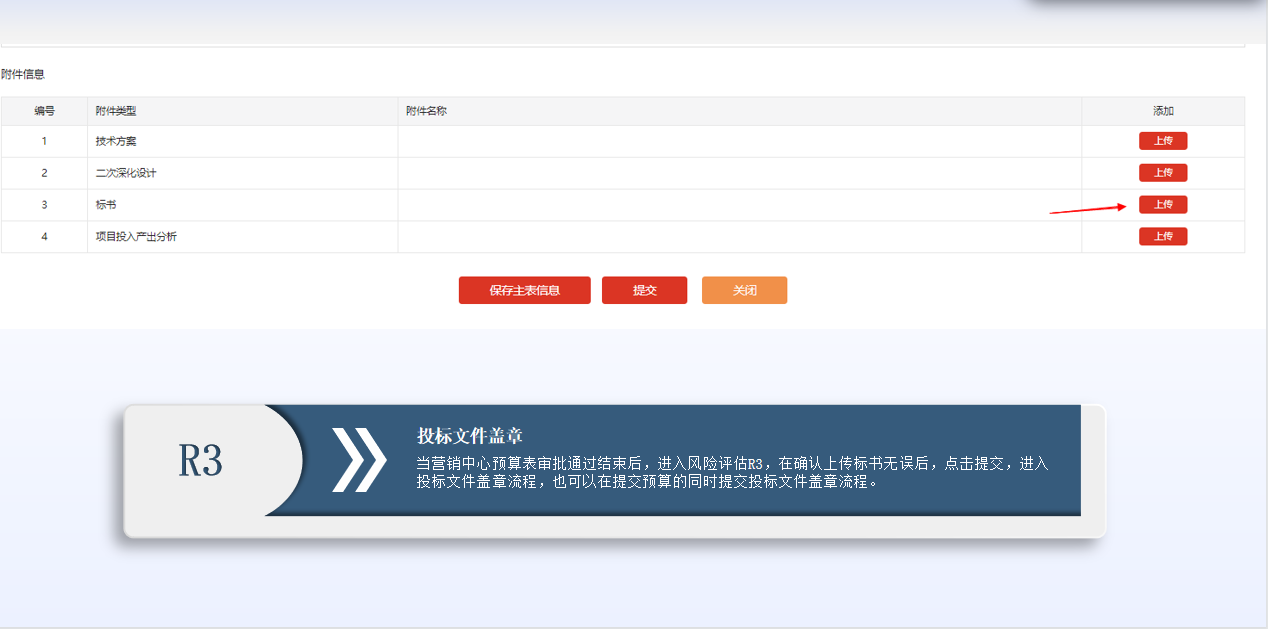 附件信息
编号 附件类型 附件名称 添加
1 技术方案 上传
2 二次深化设计 上传
3 标书 上传
4 项目投入产出分析 上传
保存主表信息 提交 关闭
R3
投标文件盖章
当营销中心预算表审批通过结束后，进入风险评估R3，在确认上传标书无误后，点击提交，进入
投标文件盖章流程，也可以在提交预算的同时提交投标文件盖章流程。